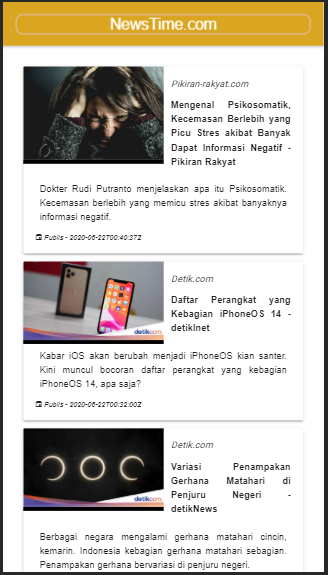 NewsTime.com
Pikiran-rakyat.com
Mengenal Psikosomatik,
Kecemasan Berlebih yang
Picu Stres akibat Banyak
Dapat Informasi Negatif -
Pikiran Rakyat
Dokter Rudi Putranto menjelaskan apa itu Psikosomatik.
Kecemasan berlebih yang memicu stres akibat banyaknya
informasi negatif.
Publis - 2020-06-22T00:40:37Z
detikcom
Detik.com
Daftar Perangkat yang
Kebagian iPhoneOS 14 -
detikInet
Kabar iOS akan berubah menjadi iPhoneOS kian santer.
Kini muncul bocoran daftar perangkat yang kebagian
iPhoneOS 14, apa saja?
Publis - 2020-06-22T00:32:00Z
detikcom
Detik.com
Variasi Penampakan
Gerhana Matahari di
Penjuru Negeri -
detikNews
Berbagai negara mengalami gerhana matahari cincin,
kemarin. Indonesia kebagian gerhana matahari sebagian.
Penampakan gerhana bervariasi di penjuru negeri.